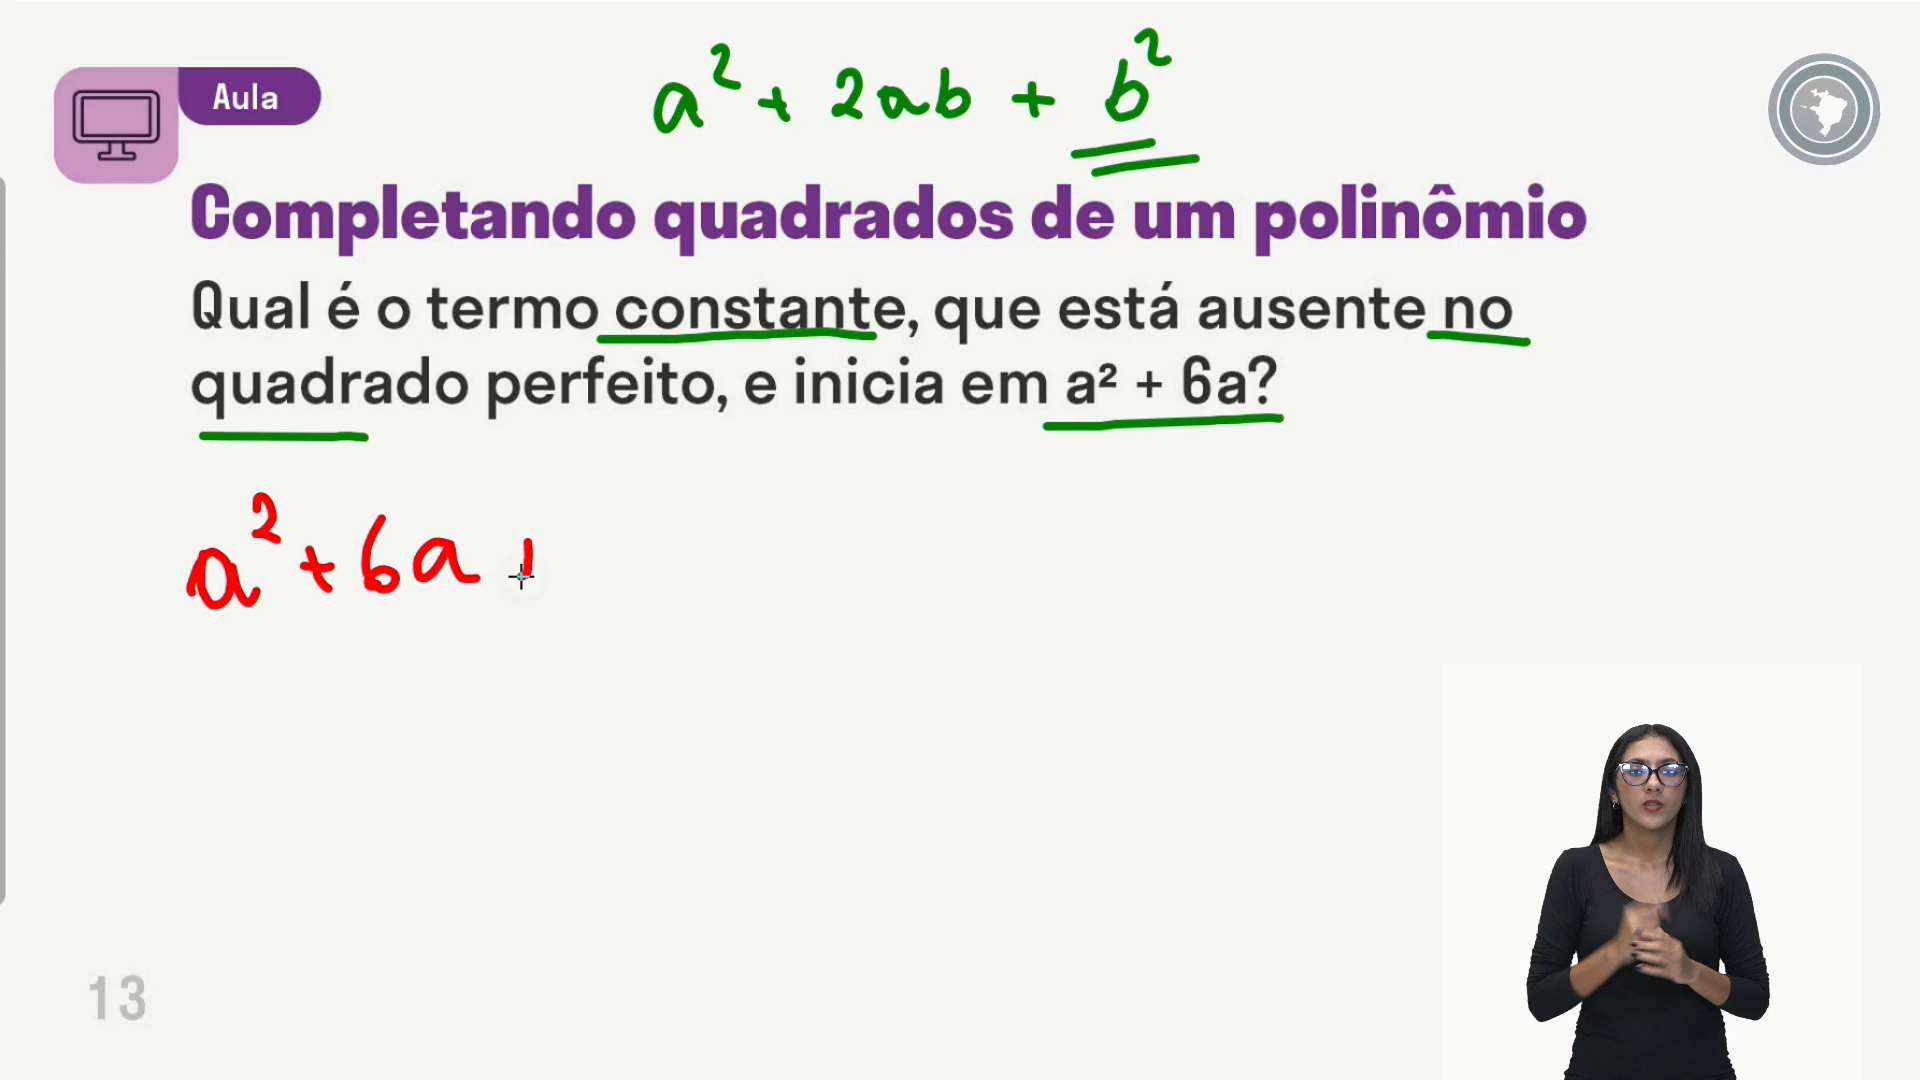 a² + 2ab + b²
Aula
Completando quadrados de um polinômio
Qual é o termo constante, que está ausente no
quadrado perfeito, e inicia em a² + 6a?
a² + 6a +
13